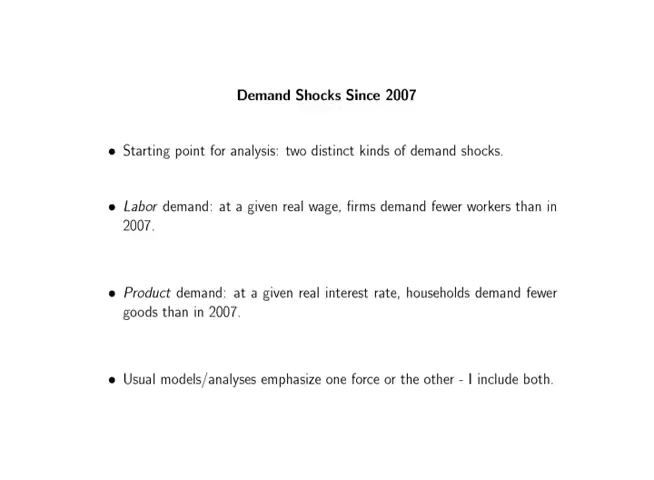 Demand Shocks Since 2007
• Starting point for analysis: two distinct kinds of demand shocks.
• Labor demand: at a given real wage, firms demand fewer workers than in
2007.
• Product demand: at a given real interest rate, households demand fewer
goods than in 2007.
• Usual models/analyses emphasize one force or the other - I include both.